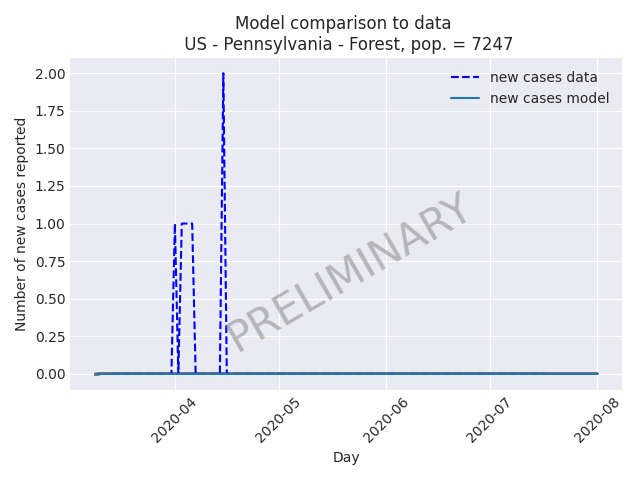 Model comparison to data
US - Pennsylvania - Forest, pop. = 7247
new cases data
new cases model
Number of new cases reported
2.00
1.75
1.50
1.25
1.00
0.75
0.50
0.25
0.00
PRELIMINARY
2020-04
2020-05
2020-06
2020-07
2020-08
Day